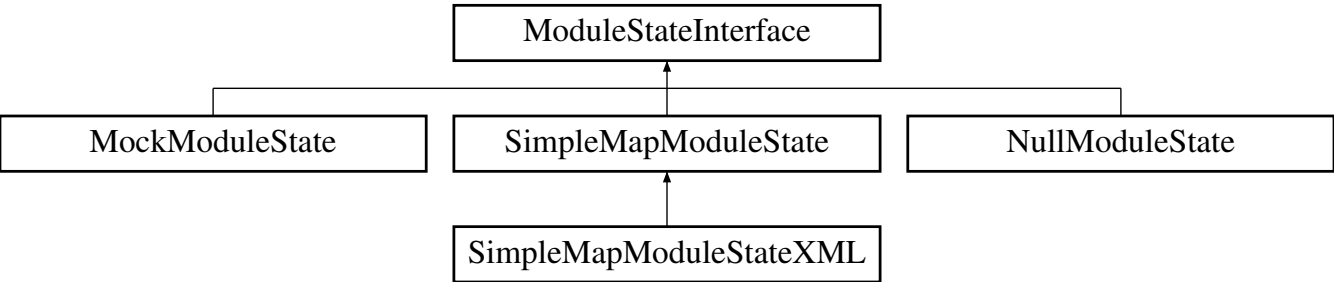 ModuleStateInterface
MockModuleState
SimpleMapModuleState
NullModuleState
SimpleMapModuleStateXML